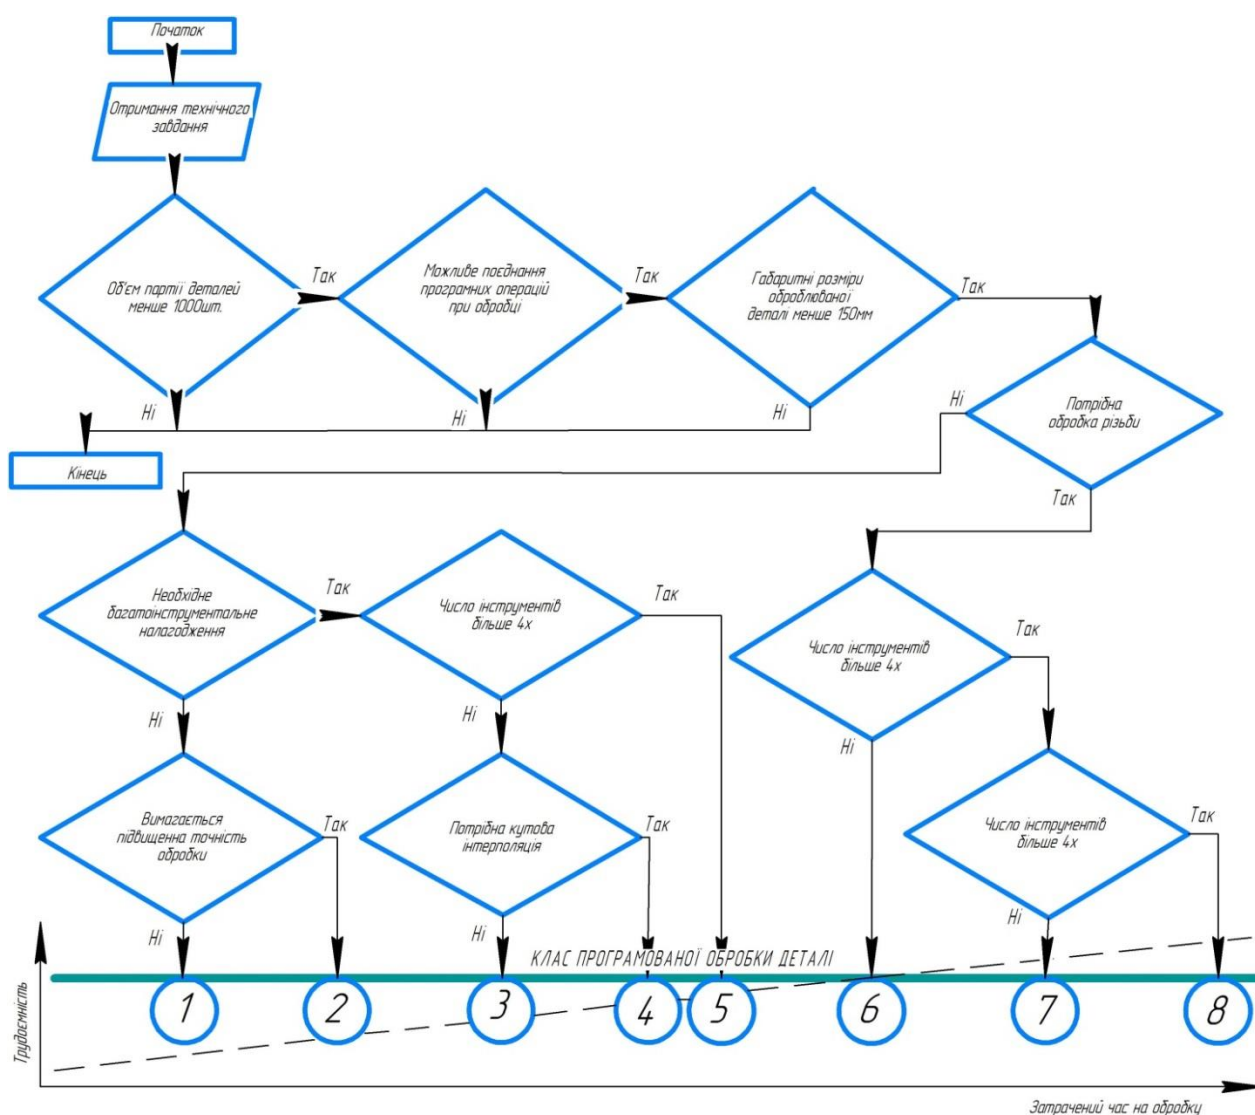 Початок
Отримання технічного
завдання
Об'єм партії деталей
менше 1000шт.
Так
Ні
Можливе поєднання
програмних операцій
при обробці
Так
Ні
Габаритні розміри
оброблюваної
деталі менше 150мм
Так
Ні
Потрібна
обробка різьби
Ні
Так
Кінець
Необхідне
багатоінструментальне
налагодження
Так
Ні
Число інструментів
більше 4х
Так
Ні
Число інструментів
більше 4х
Так
Ні
Вимагається
підвищенна точність
обробки
Так
Ні
Потрібна кутова
інтерполяція
Так
Ні
Число інструментів
більше 4х
Так
Ні
КЛАС ПРОГРАМОВАНОЇ ОБРОБКИ ДЕТАЛІ
1
2
3
4
5
6
7
8
Трудоємність
Затрачений час на обробку